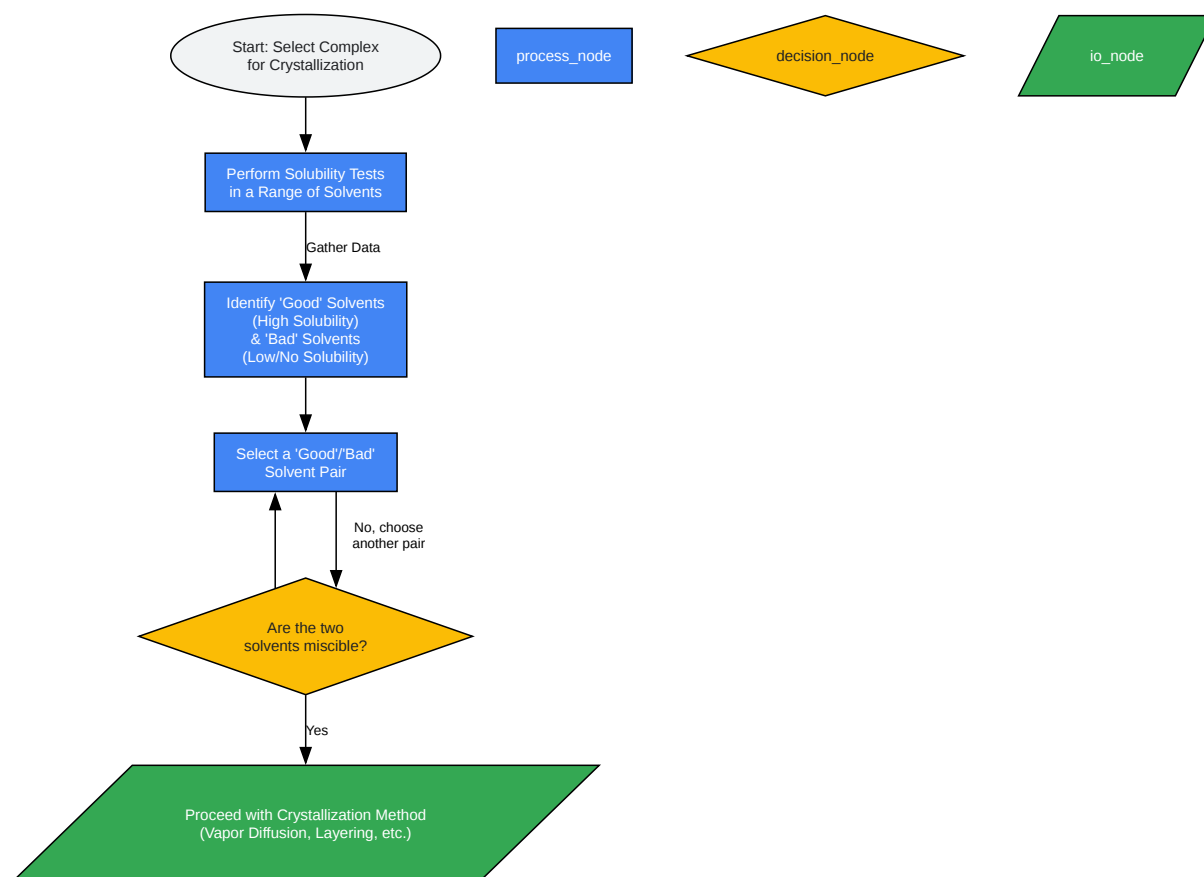 Start: Select Complex
for Crystallization
process_node
decision_node
io_node
Perform Solubility Tests
in a Range of Solvents
Gather Data
Identify 'Good' Solvents
(High Solubility)
& 'Bad' Solvents
(Low/No Solubility)
Select a 'Good'/'Bad'
Solvent Pair
No, choose
another pair
Are the two
solvents miscible?
Yes
Proceed with Crystallization Method
(Vapor Diffusion, Layering, etc.)